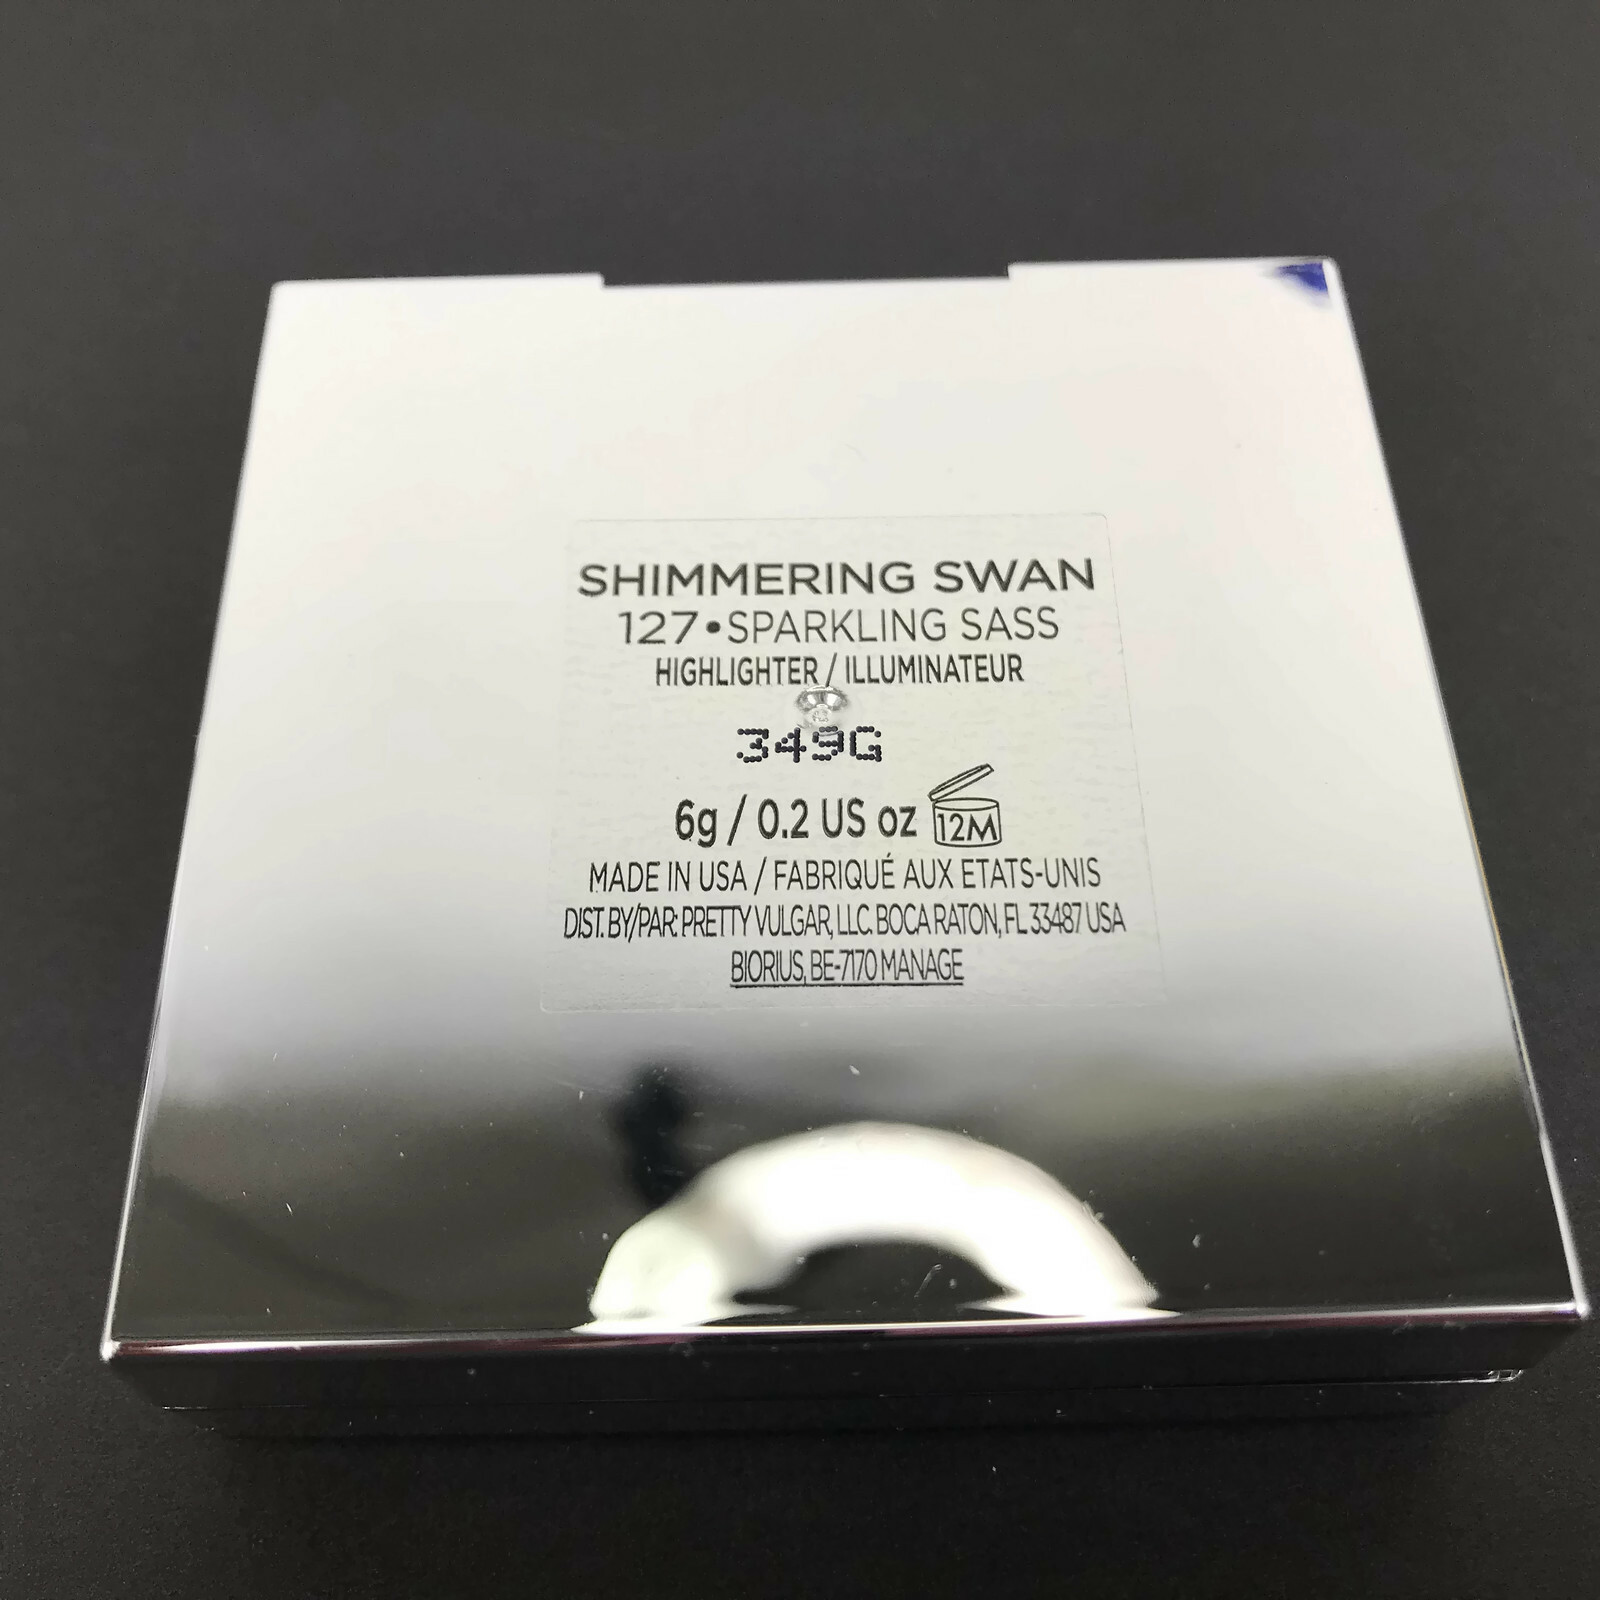 SHIMMERING SWAN
127•SPARKLING SASS
HIGHLIGHTER / ILLUMINATEUR
349G
6g / 0.2 US oz 12M
MADE IN USA / FABRIQUÉ AUX ETATS-UNIS
DIST. BY/PAR: PRETTY VULGAR, LLC. BOCA RATON, FL 33487 USA
BIORIUS, BE-7170 MANAGE